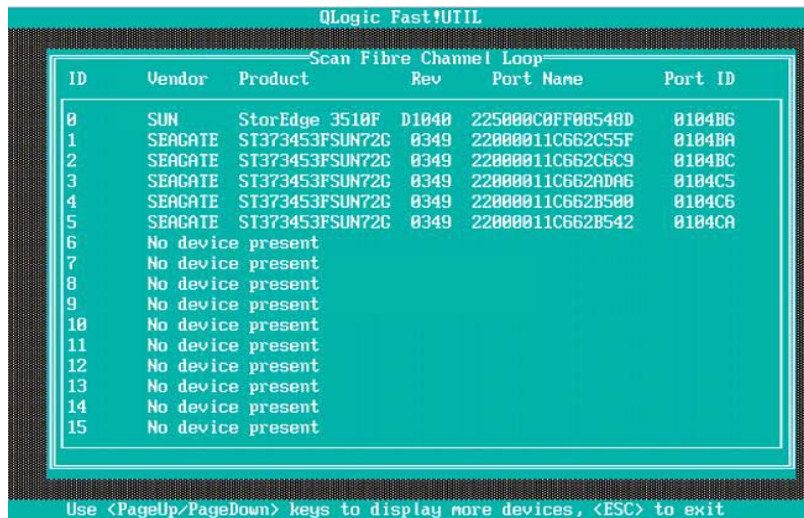 QLogic Fast!UTIL
Scan Fibre Channel Loop
ID Vendor Product Rev Port Name Port ID
0 SUN StorEdge 3510F D1040 225000C0FF08548D 0104B6
1 SEAGATE ST373453FSUN72G 0349 22000011C662C55F 0104BA
2 SEAGATE ST373453FSUN72G 0349 22000011C662C6C9 0104BC
3 SEAGATE ST373453FSUN72G 0349 22000011C662ADA6 0104C5
4 SEAGATE ST373453FSUN72G 0349 22000011C662B500 0104C6
5 SEAGATE ST373453FSUN72G 0349 22000011C662B542 0104CA
6 No device present
7 No device present
8 No device present
9 No device present
10 No device present
11 No device present
12 No device present
13 No device present
14 No device present
15 No device present
Use <PageUp/PageDown> keys to display more devices, <ESC> to exit